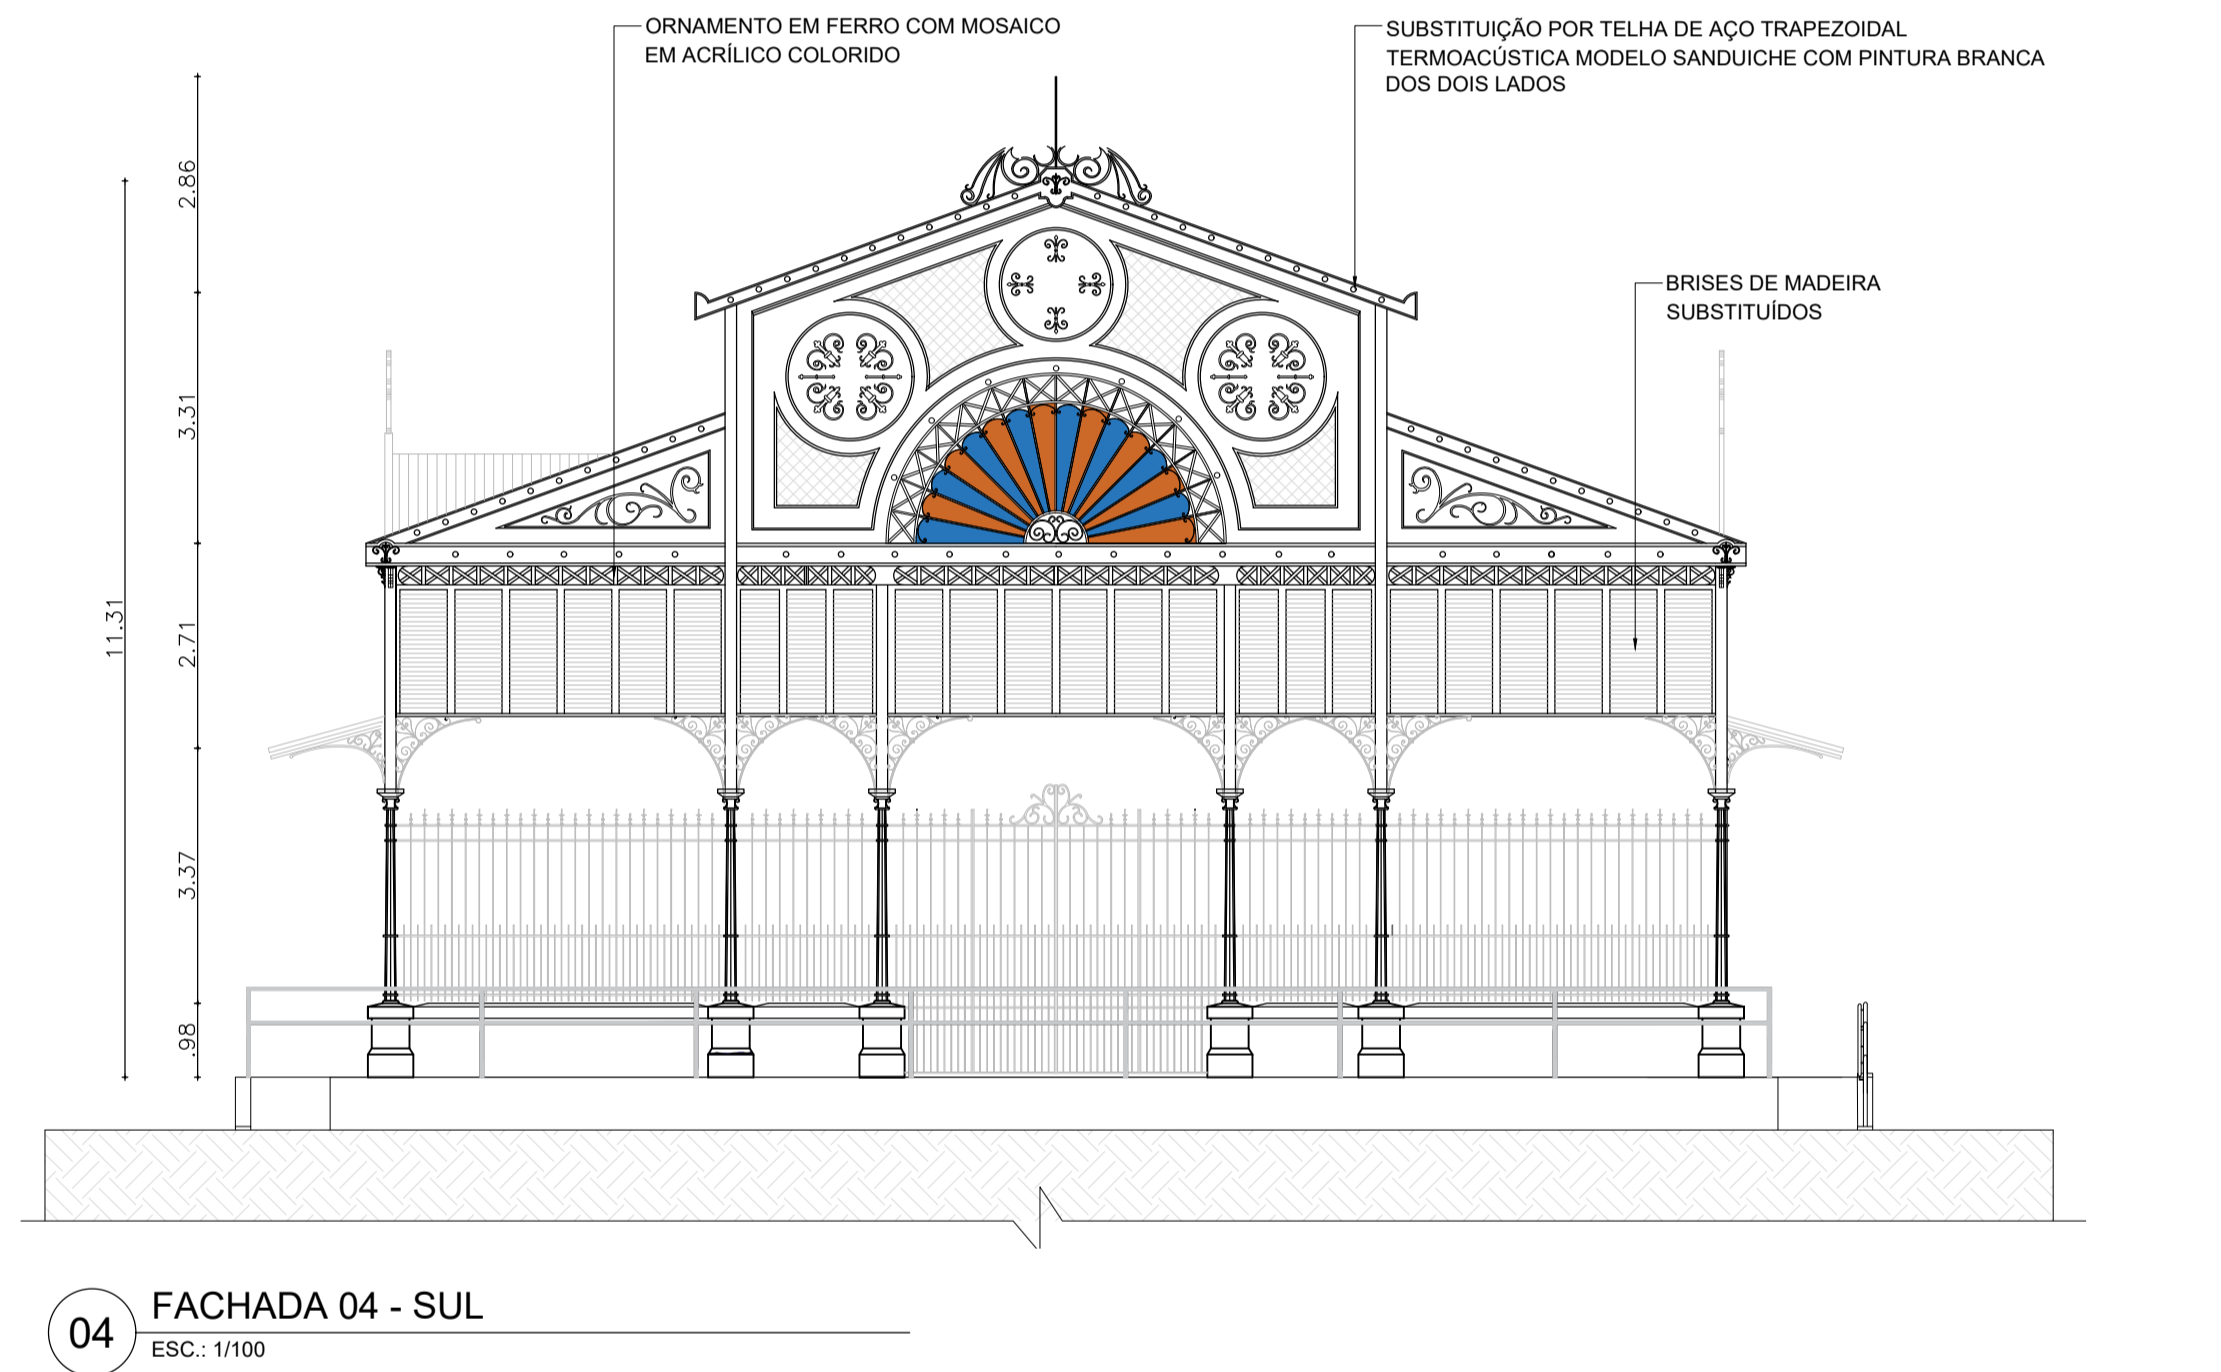 ORNAMENTO EM FERRO COM MOSAICO
EM ACRÍLICO COLORIDO
SUBSTITUIÇÃO POR TELHA DE AÇO TRAPEZOIDAL
TERMOACÚSTICA MODELO SANDUICHE COM PINTURA BRANCA
DOS DOIS LADOS
BRISES DE MADEIRA
SUBSTITUÍDOS
2.86
3.31
11.31
2.71
3.37
.98
04
FACHADA 04 - SUL
ESC.: 1/100